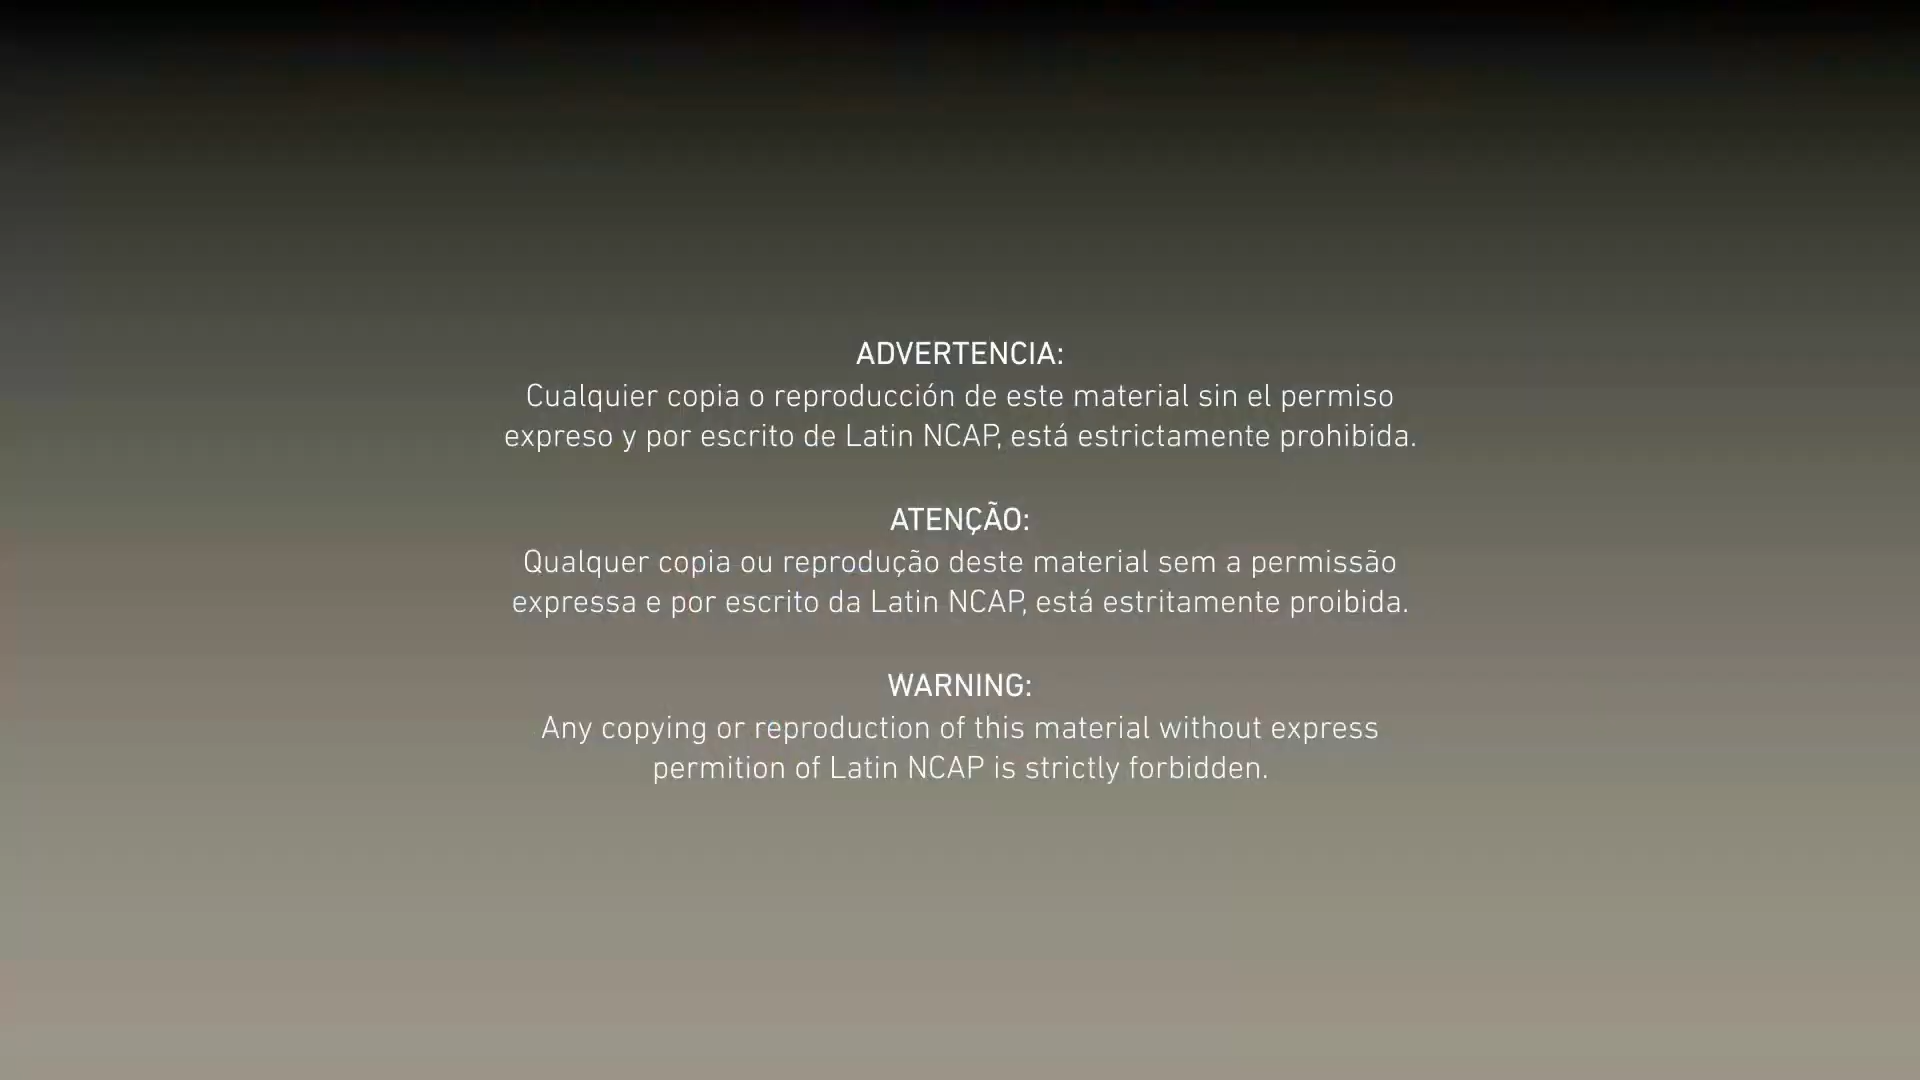 ADVERTENCIA:
Cualquier copia o reproducción de este material sin el permiso
expreso y por escrito de Latin NCAP, está estrictamente prohibida.
ATENÇÃO:
Qualquer copia ou reprodução deste material sem a permissão
expressa e por escrito da Latin NCAP, está estritamente proibida.
WARNING:
Any copying or reproduction of this material without express
permition of Latin NCAP is strictly forbidden.